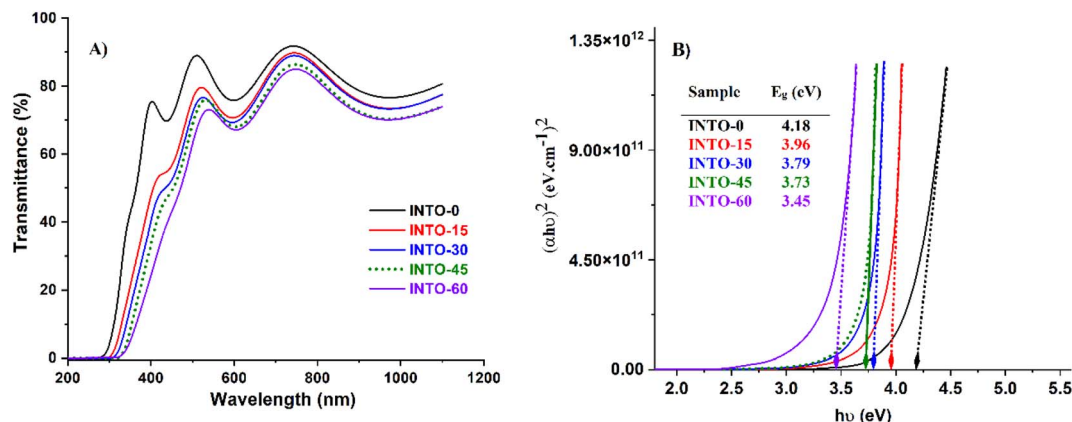 A)
100
80
60
40
20
0
Transmittance (%)
INTO-0
INTO-15
INTO-30
INTO-45
INTO-60
200 400 600 800 1000 1200
Wavelength (nm)
B)
1.35×10¹²
9.00×10¹¹
4.50×10¹¹
0.00
(αhυ)² (eV.cm⁻¹)²
Sample E_g (eV)
INTO-0 4.18
INTO-15 3.96
INTO-30 3.79
INTO-45 3.73
INTO-60 3.45
2.0 2.5 3.0 3.5 4.0 4.5 5.0 5.5
hυ (eV)